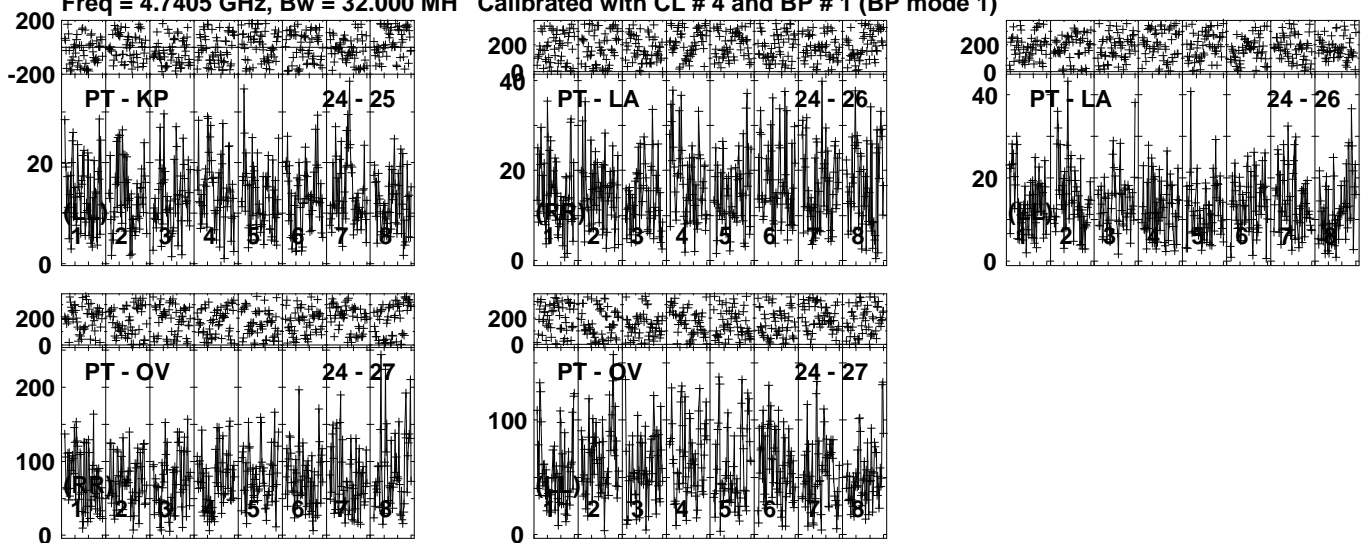 Freq = 4.7405 GHz, Bw = 32.000 MH   Calibrated with CL # 4 and BP # 1 (BP mode 1)
200
-200
PT - KP 24 - 25
20
0
(LL)
1 2 3 4 5 6 7 8
200
0
40
PT - LA 24 - 26
20
0
(RR)
1 2 3 4 5 6 7 8
200
0
40
PT - LA 24 - 26
20
0
(LL)
1 2 3 4 5 6 7 8
200
0
PT - OV 24 - 27
200
100
0
(RR)
1 2 3 4 5 6 7 8
200
0
PT - OV 24 - 27
100
0
(LL)
1 2 3 4 5 6 7 8